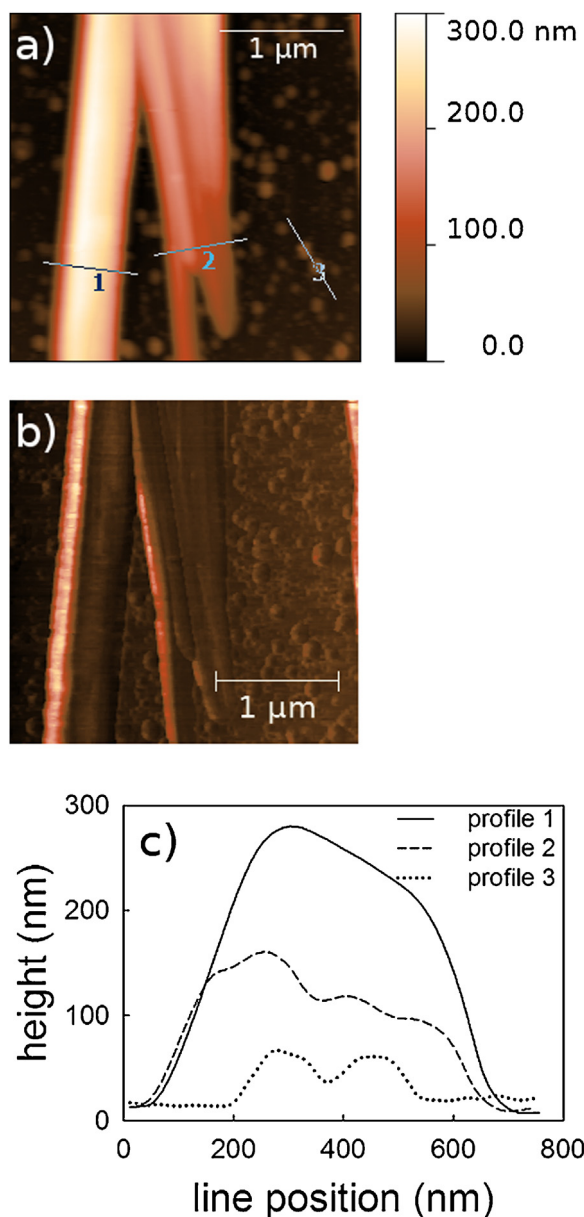 a)
1 µm
300.0 nm
200.0
100.0
0.0
1
2
3
b)
1 µm
c)
profile 1
profile 2
profile 3
300
200
100
0
height (nm)
0
200
400
600
800
line position (nm)